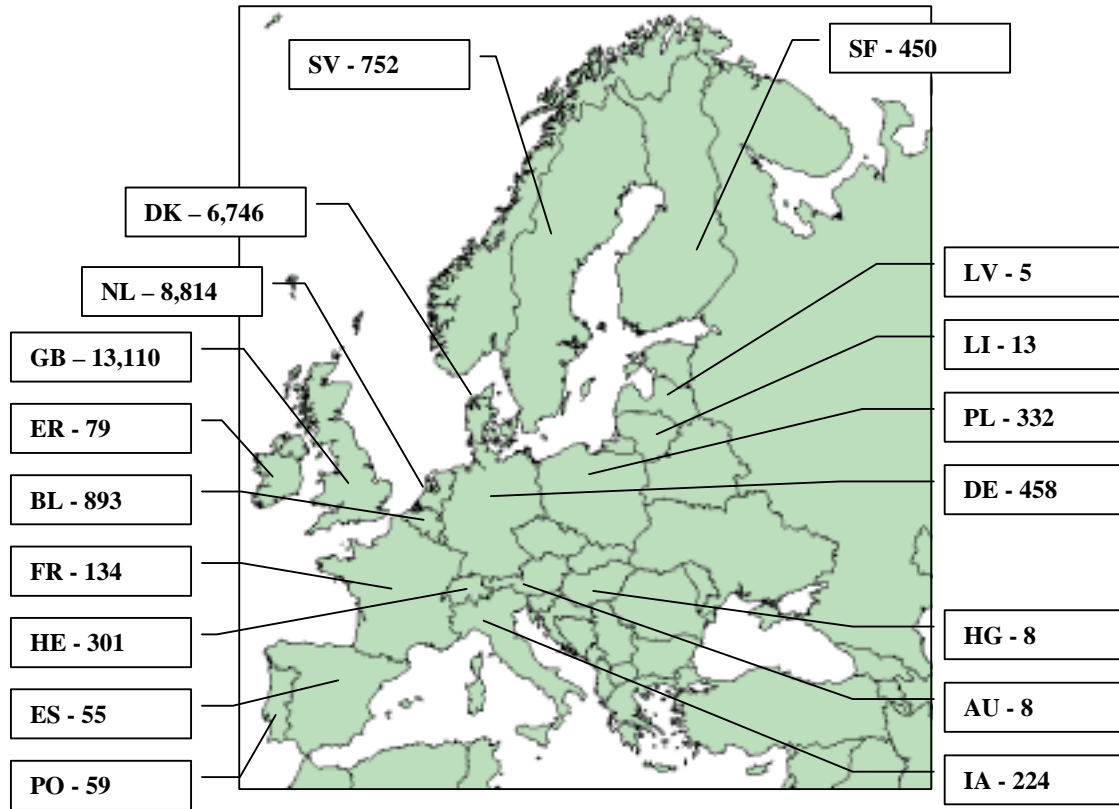 SV - 752
SF - 450
DK – 6,746
NL – 8,814
GB – 13,110
ER - 79
BL - 893
FR - 134
HE - 301
ES - 55
PO - 59
LV - 5
LI - 13
PL - 332
DE - 458
HG - 8
AU - 8
IA - 224